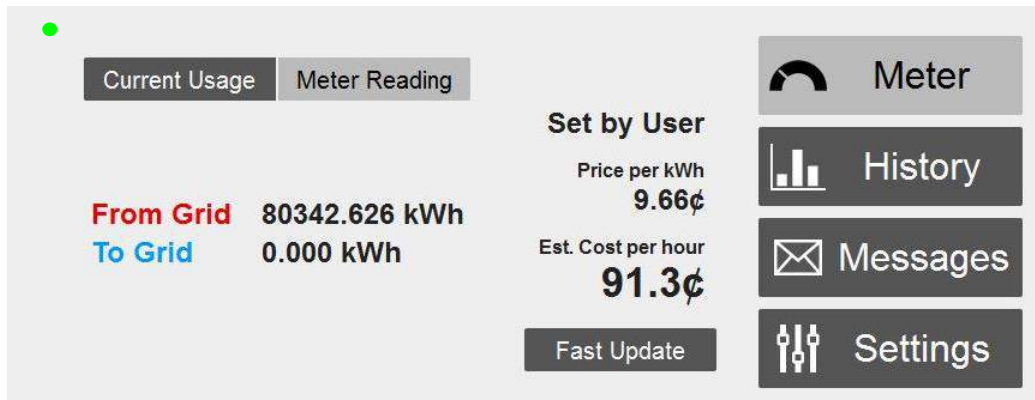 Current Usage
Meter Reading
From Grid 80342.626 kWh
To Grid 0.000 kWh
Set by User
Price per kWh
9.66¢
Est. Cost per hour
91.3¢
Fast Update
Meter
History
Messages
Settings